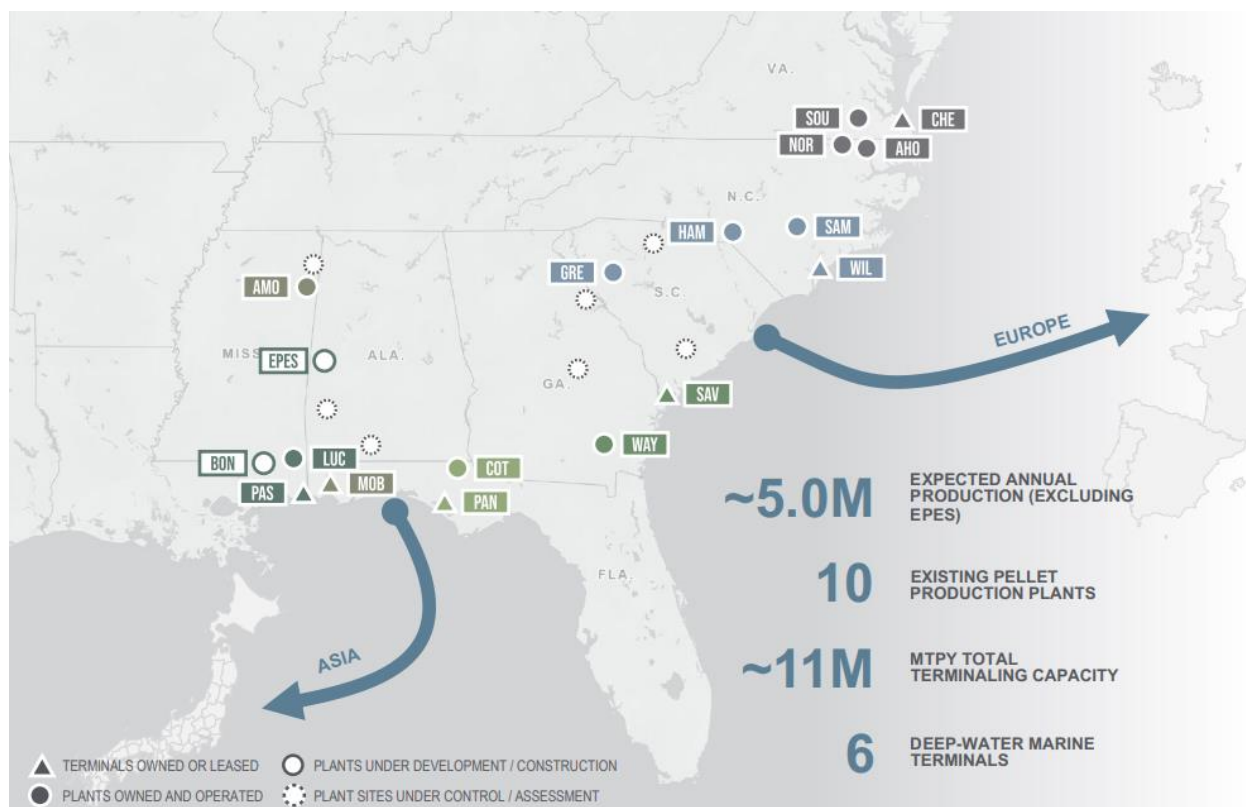 VA.
SOU
CHE
NOR
AHO
N.C.
HAM
SAM
GRE
WIL
S.C.
AMO
EUROPE
MISS
EPES
ALA.
GA.
SAV
WAY
BON
LUC
COT
PAS
MOB
PAN
~5.0M
EXPECTED ANNUAL
PRODUCTION (EXCLUDING
EPES)
FLA.
10
EXISTING PELLET
PRODUCTION PLANTS
ASIA
~11M
MTPY TOTAL
TERMINALING CAPACITY
6
DEEP-WATER MARINE
TERMINALS
TERMINALS OWNED OR LEASED
PLANTS UNDER DEVELOPMENT / CONSTRUCTION
PLANTS OWNED AND OPERATED
PLANT SITES UNDER CONTROL / ASSESSMENT